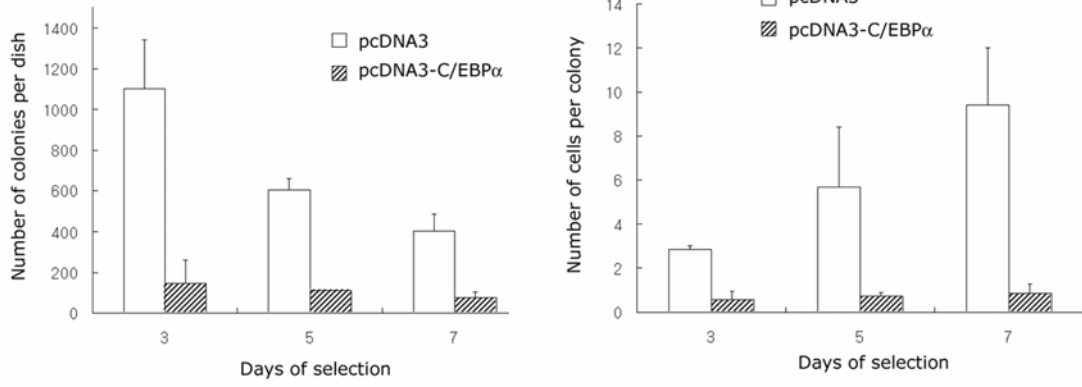 Number of colonies per dish
1400
1200
1000
800
600
400
200
0
pcDNA3
pcDNA3-C/EBPα
3 5 7
Days of selection
Number of cells per colony
14
12
10
8
6
4
2
0
pcDNA3
pcDNA3-C/EBPα
3 5 7
Days of selection